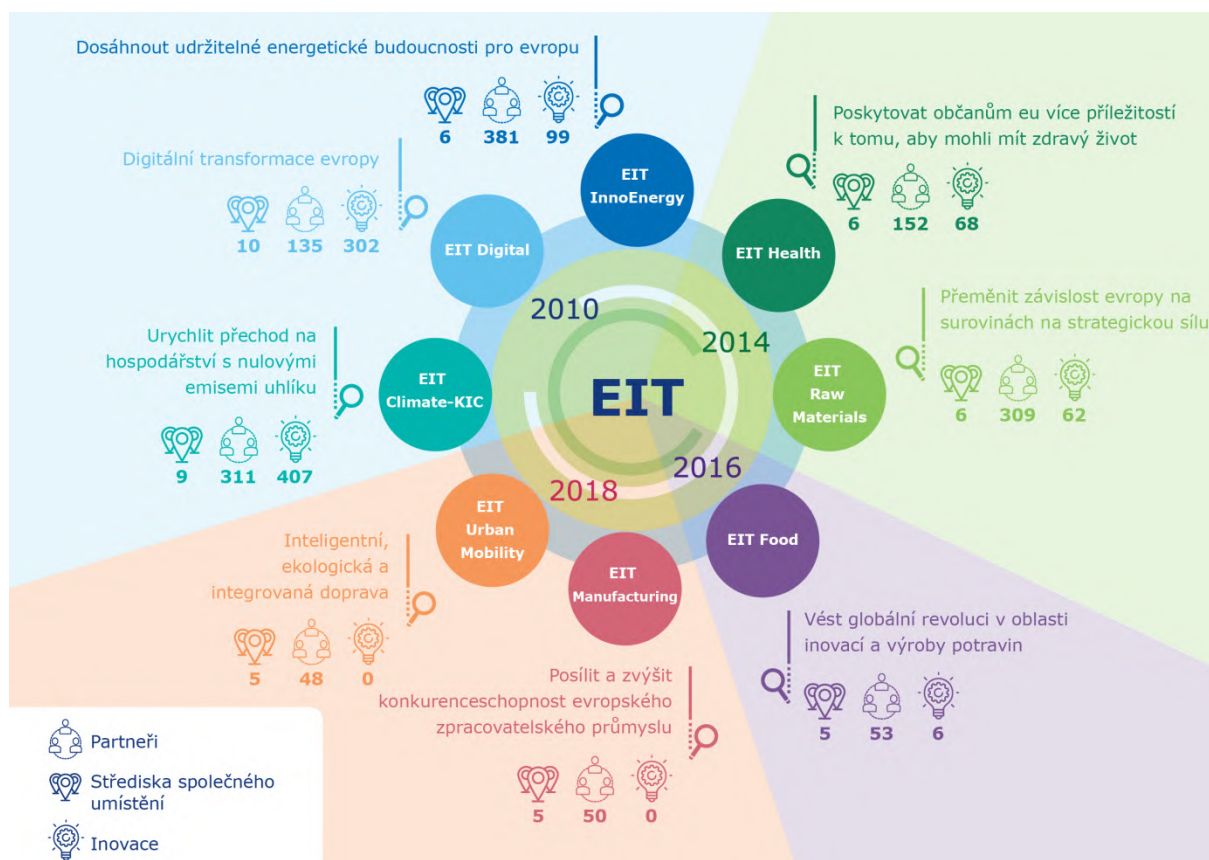 Dosáhnout udržitelné energetické budoucnosti pro evropu
6 381 99
EIT
InnoEnergy
Digitální transformace evropy
10 135 302
EIT Digital
Poskytovat občanům eu více příležitostí
k tomu, aby mohli mít zdravý život
6 152 68
EIT Health
2010
2014
Přeměnit závislost evropy na
surovinách na strategickou sílu
6 309 62
EIT
Raw
Materials
Urychlit přechod na
hospodářství s nulovými
emisemi uhlíku
9 311 407
EIT
Climate-KIC
EIT
2016
2018
EIT
Urban
Mobility
Inteligentní,
ekologická a
integrovaná doprava
5 48 0
EIT
Manufacturing
Posílit a zvýšit
konkurenceschopnost evropského
zpracovatelského průmyslu
5 50 0
EIT Food
Vést globální revoluci v oblasti
inovací a výroby potravin
5 53 6
Partneři
Střediska společného
umístění
Inovace